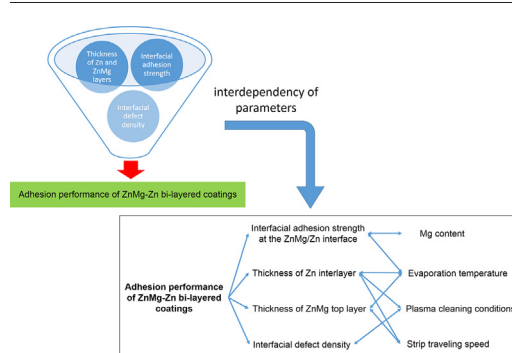 Thickness
of Zn and
ZnMg
layers
Interfacial
adhesion
strength
Interfacial
defect
density
interdependency of
parameters
Adhesion performance of ZnMg-Zn bi-layered coatings
Adhesion performance
of ZnMg-Zn bi-layered
coatings
Interfacial adhesion strength
at the ZnMg/Zn interface
Thickness of Zn interlayer
Thickness of ZnMg top layer
Interfacial defect density
Mg content
Evaporation temperature
Plasma cleaning conditions
Strip traveling speed